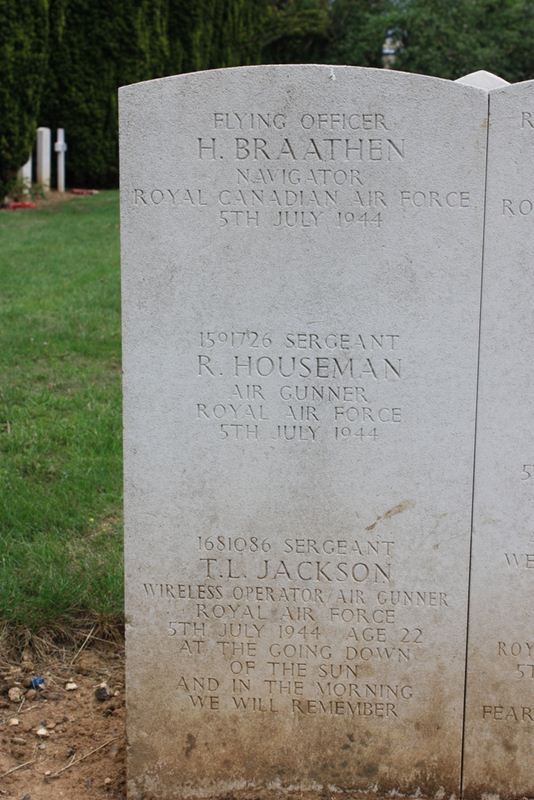 FLYING OFFICER
H. BRAATHEN
NAVIGATOR
ROYAL CANADIAN AIR FORCE
5TH JULY 1944
1591726 SERGEANT
R. HOUSEMAN
AIR GUNNER
ROYAL AIR FORCE
5TH JULY 1944
1681086 SERGEANT
T.L. JACKSON
WIRELESS OPERATOR/AIR GUNNER
ROYAL AIR FORCE
5TH JULY 1944 AGE 22
AT THE GOING DOWN
OF THE SUN
AND IN THE MORNING
WE WILL REMEMBER